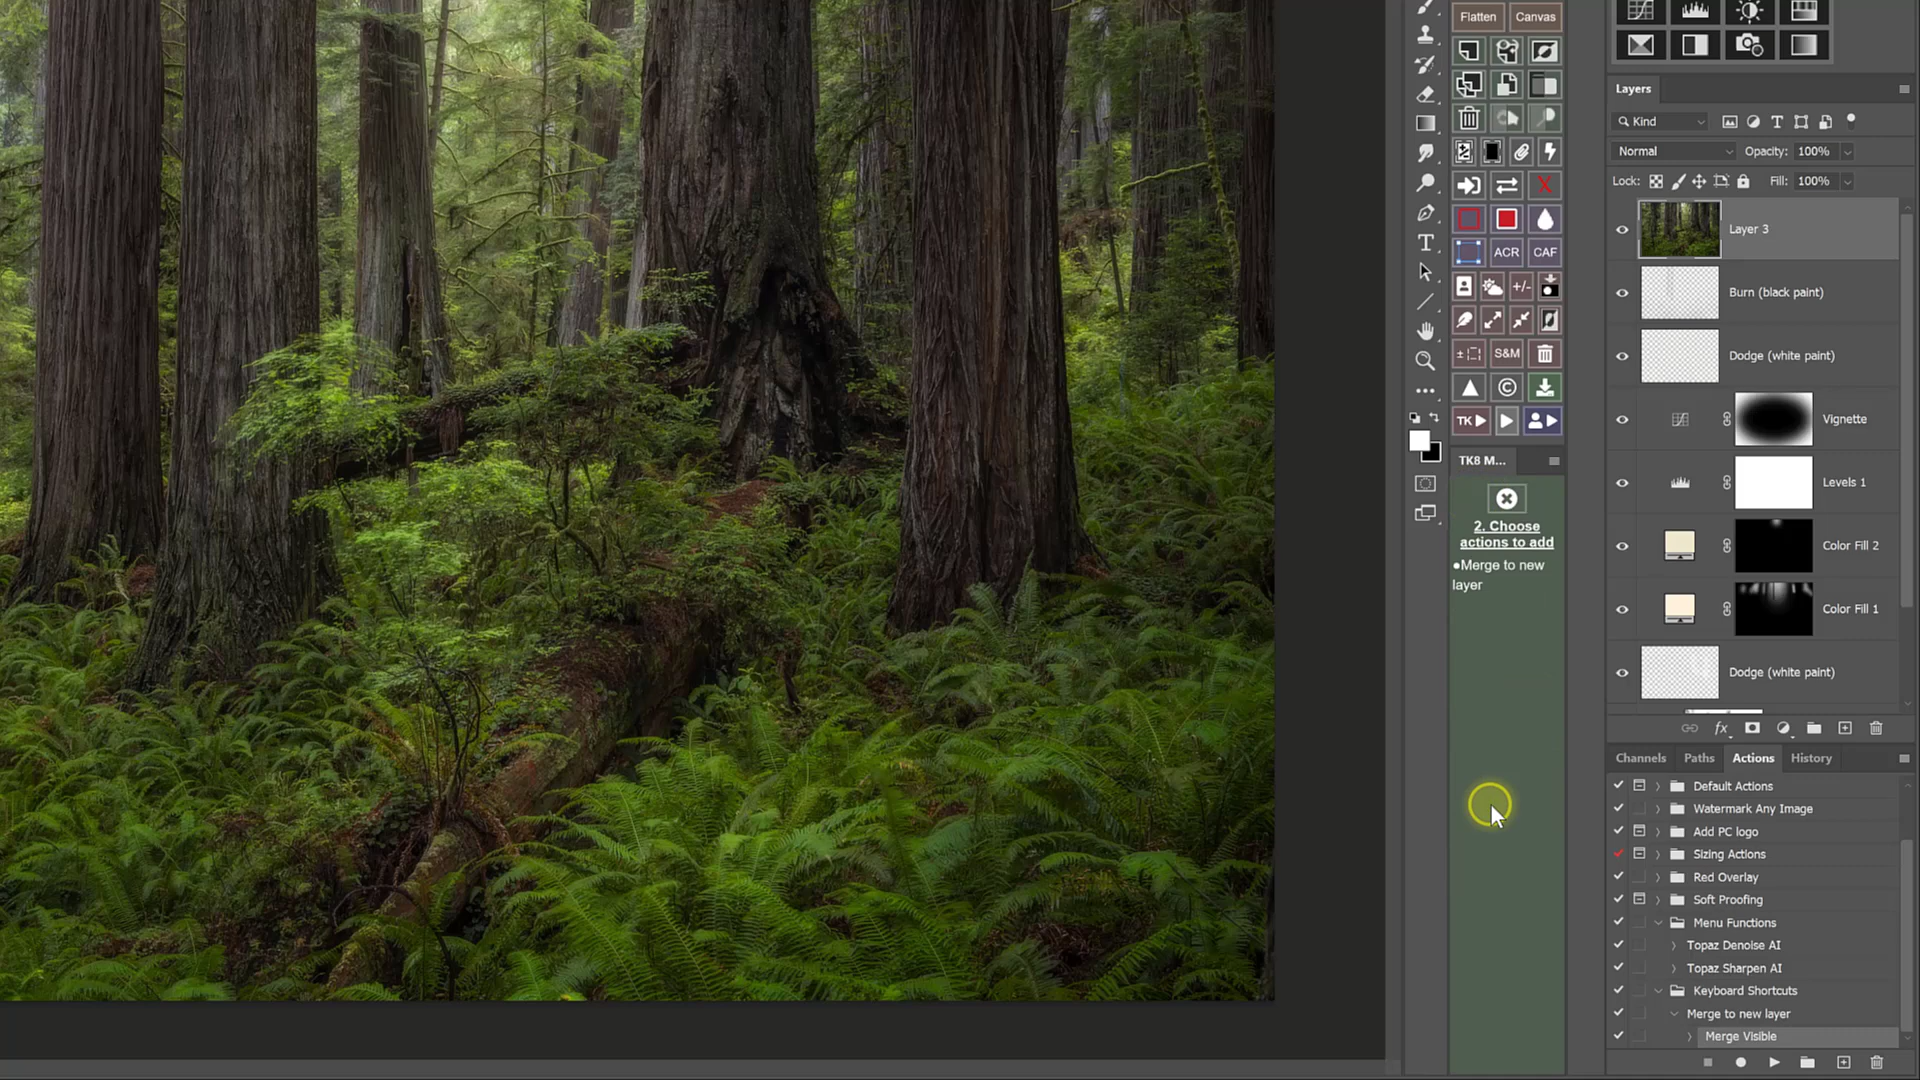 Flatten Canvas
ACR CAF
+/-
S&M
TK
TK8 M...
2. Choose
actions to add
●Merge to new
layer
Layers
Kind
Normal Opacity: 100%
Lock: Fill: 100%
Layer 3
Burn (black paint)
Dodge (white paint)
Vignette
Levels 1
Color Fill 2
Color Fill 1
Dodge (white paint)
fx
Channels Paths Actions History
Default Actions
Watermark Any Image
Add PC logo
Sizing Actions
Red Overlay
Soft Proofing
Menu Functions
Topaz Denoise AI
Topaz Sharpen AI
Keyboard Shortcuts
Merge to new layer
Merge Visible